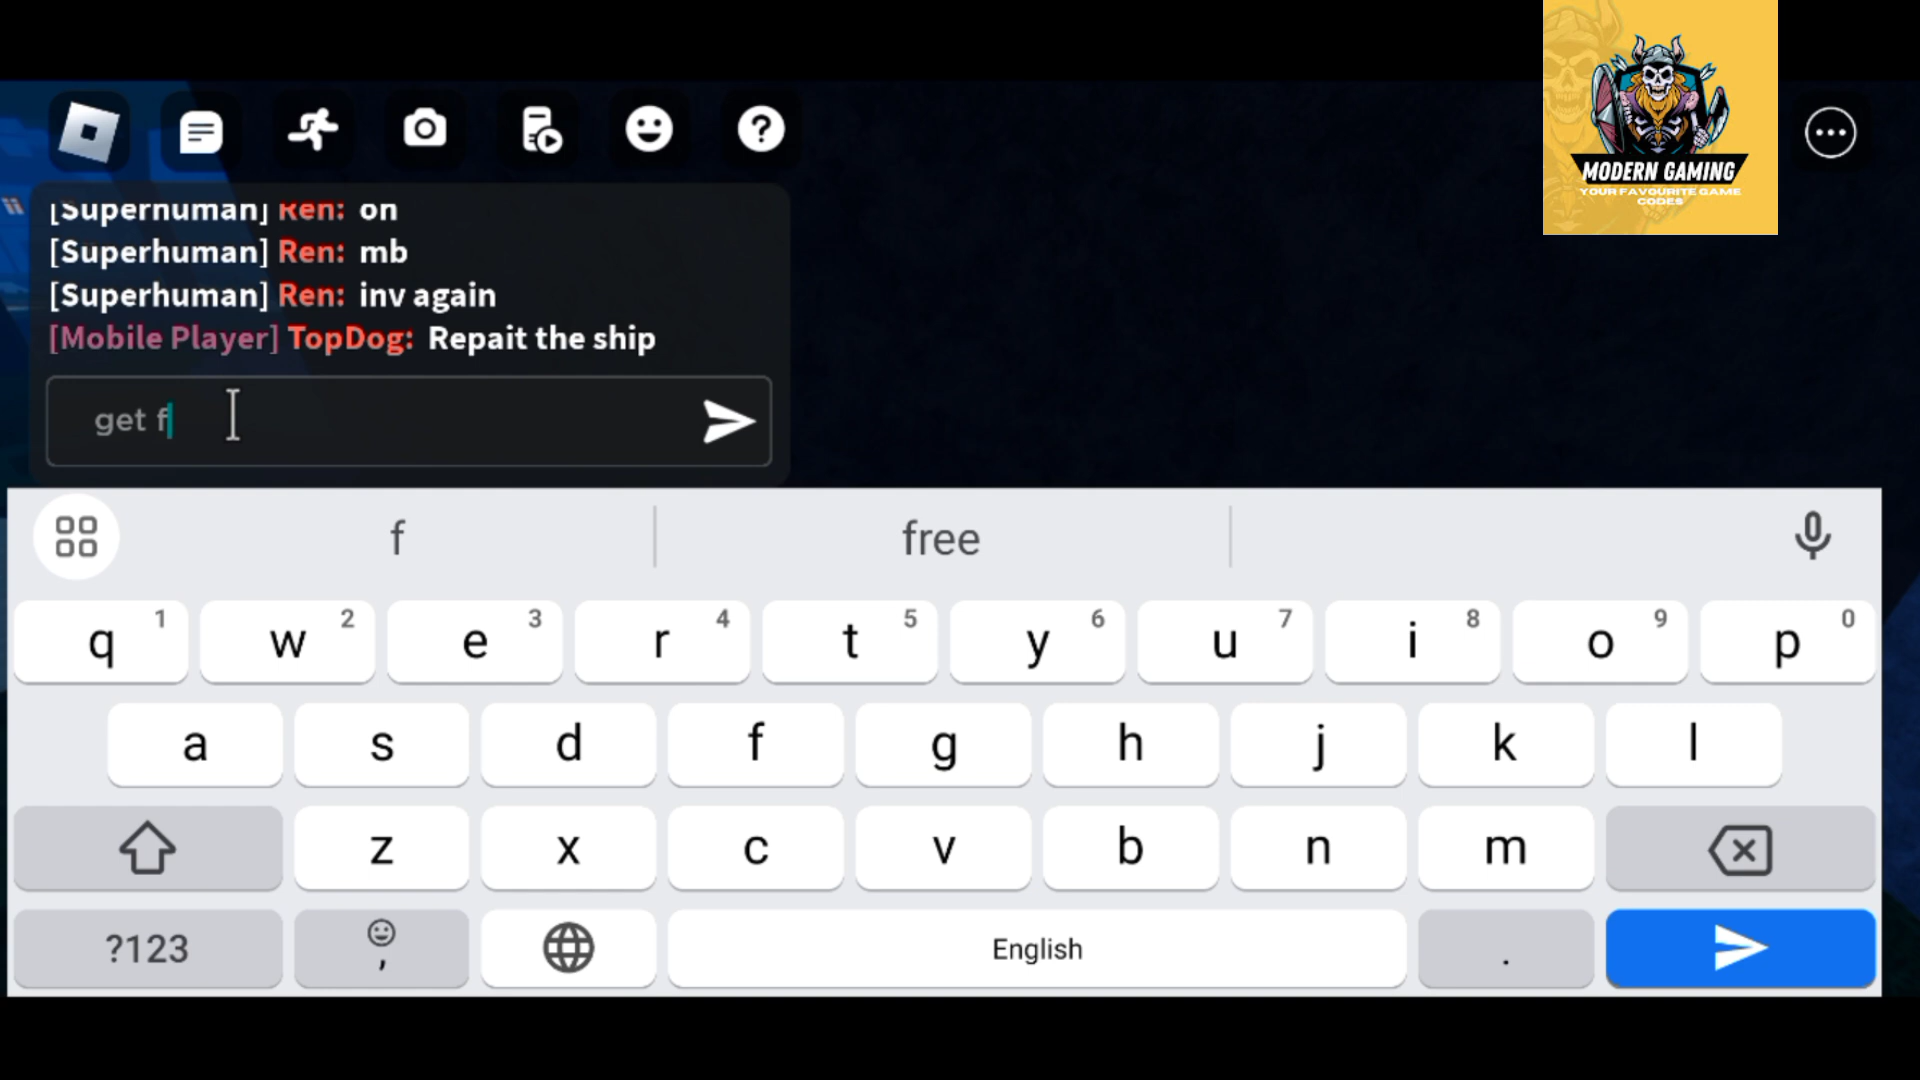 [Superhuman] Ren: on
[Superhuman] Ren: mb
[Superhuman] Ren: inv again
[Mobile Player] TopDog: Repait the ship
get f
MODERN GAMING
YOUR FAVOURITE GAME
CODES
f free
q 1 w 2 e 3 r 4 t 5 y 6 u 7 i 8 o 9 p 0
a s d f g h j k l
z x c v b n m
?123 , English .